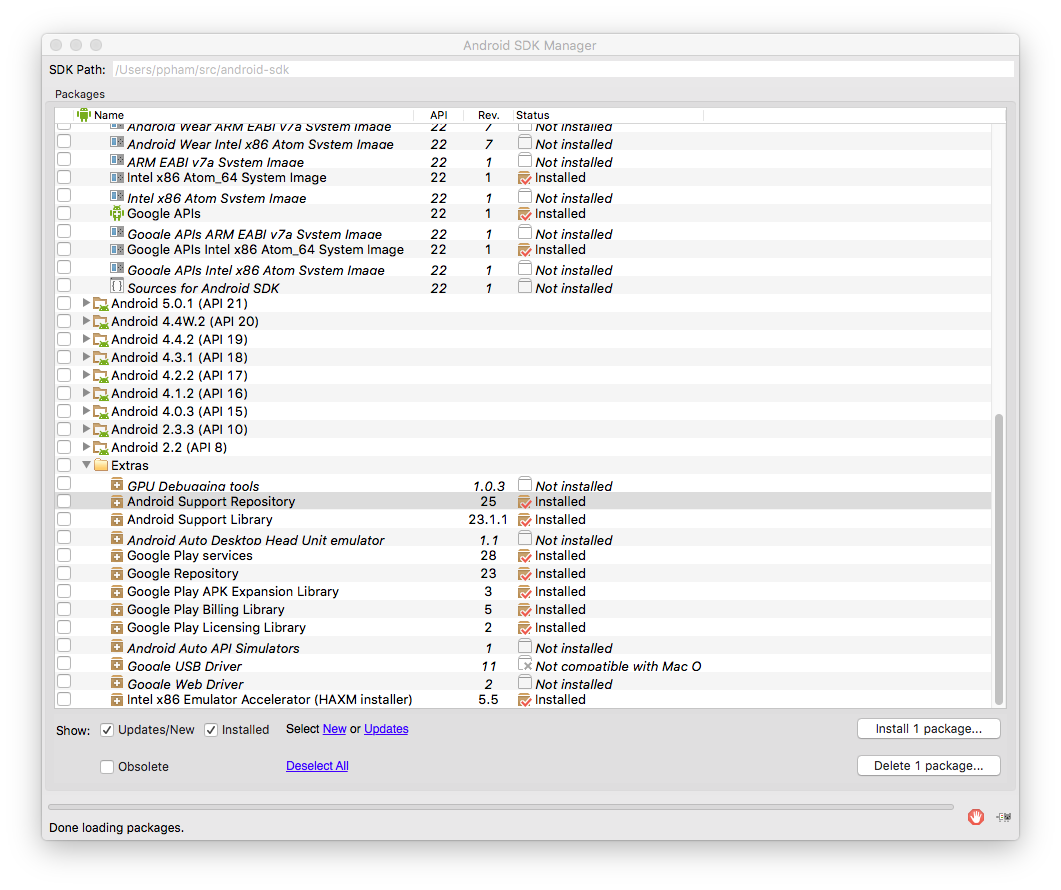 Android SDK Manager
SDK Path: /Users/ppham/src/android-sdk
Packages
Name API Rev. Status
Android Wear ARM EABI v7a System Image 22 7 Not installed
Android Wear Intel x86 Atom System Image 22 7 Not installed
ARM EABI v7a System Image 22 1 Not installed
Intel x86 Atom_64 System Image 22 1 Installed
Intel x86 Atom System Image 22 1 Not installed
Google APIs 22 1 Installed
Google APIs ARM EABI v7a System Image 22 1 Not installed
Google APIs Intel x86 Atom_64 System Image 22 1 Installed
Google APIs Intel x86 Atom System Image 22 1 Not installed
Sources for Android SDK 22 1 Not installed
Android 5.0.1 (API 21)
Android 4.4W.2 (API 20)
Android 4.4.2 (API 19)
Android 4.3.1 (API 18)
Android 4.2.2 (API 17)
Android 4.1.2 (API 16)
Android 4.0.3 (API 15)
Android 2.3.3 (API 10)
Android 2.2 (API 8)
Extras
GPU Debugging tools 1.0.3 Not installed
Android Support Repository 25 Installed
Android Support Library 23.1.1 Installed
Android Auto Desktop Head Unit emulator 1.1 Not installed
Google Play services 28 Installed
Google Repository 23 Installed
Google Play APK Expansion Library 3 Installed
Google Play Billing Library 5 Installed
Google Play Licensing Library 2 Installed
Android Auto API Simulators 1 Not installed
Google USB Driver 11 Not compatible with Mac O
Google Web Driver 2 Not installed
Intel x86 Emulator Accelerator (HAXM installer) 5.5 Installed
Show: Updates/New Installed Select New or Updates Install 1 package...
Obsolete Deselect All Delete 1 package...
Done loading packages.